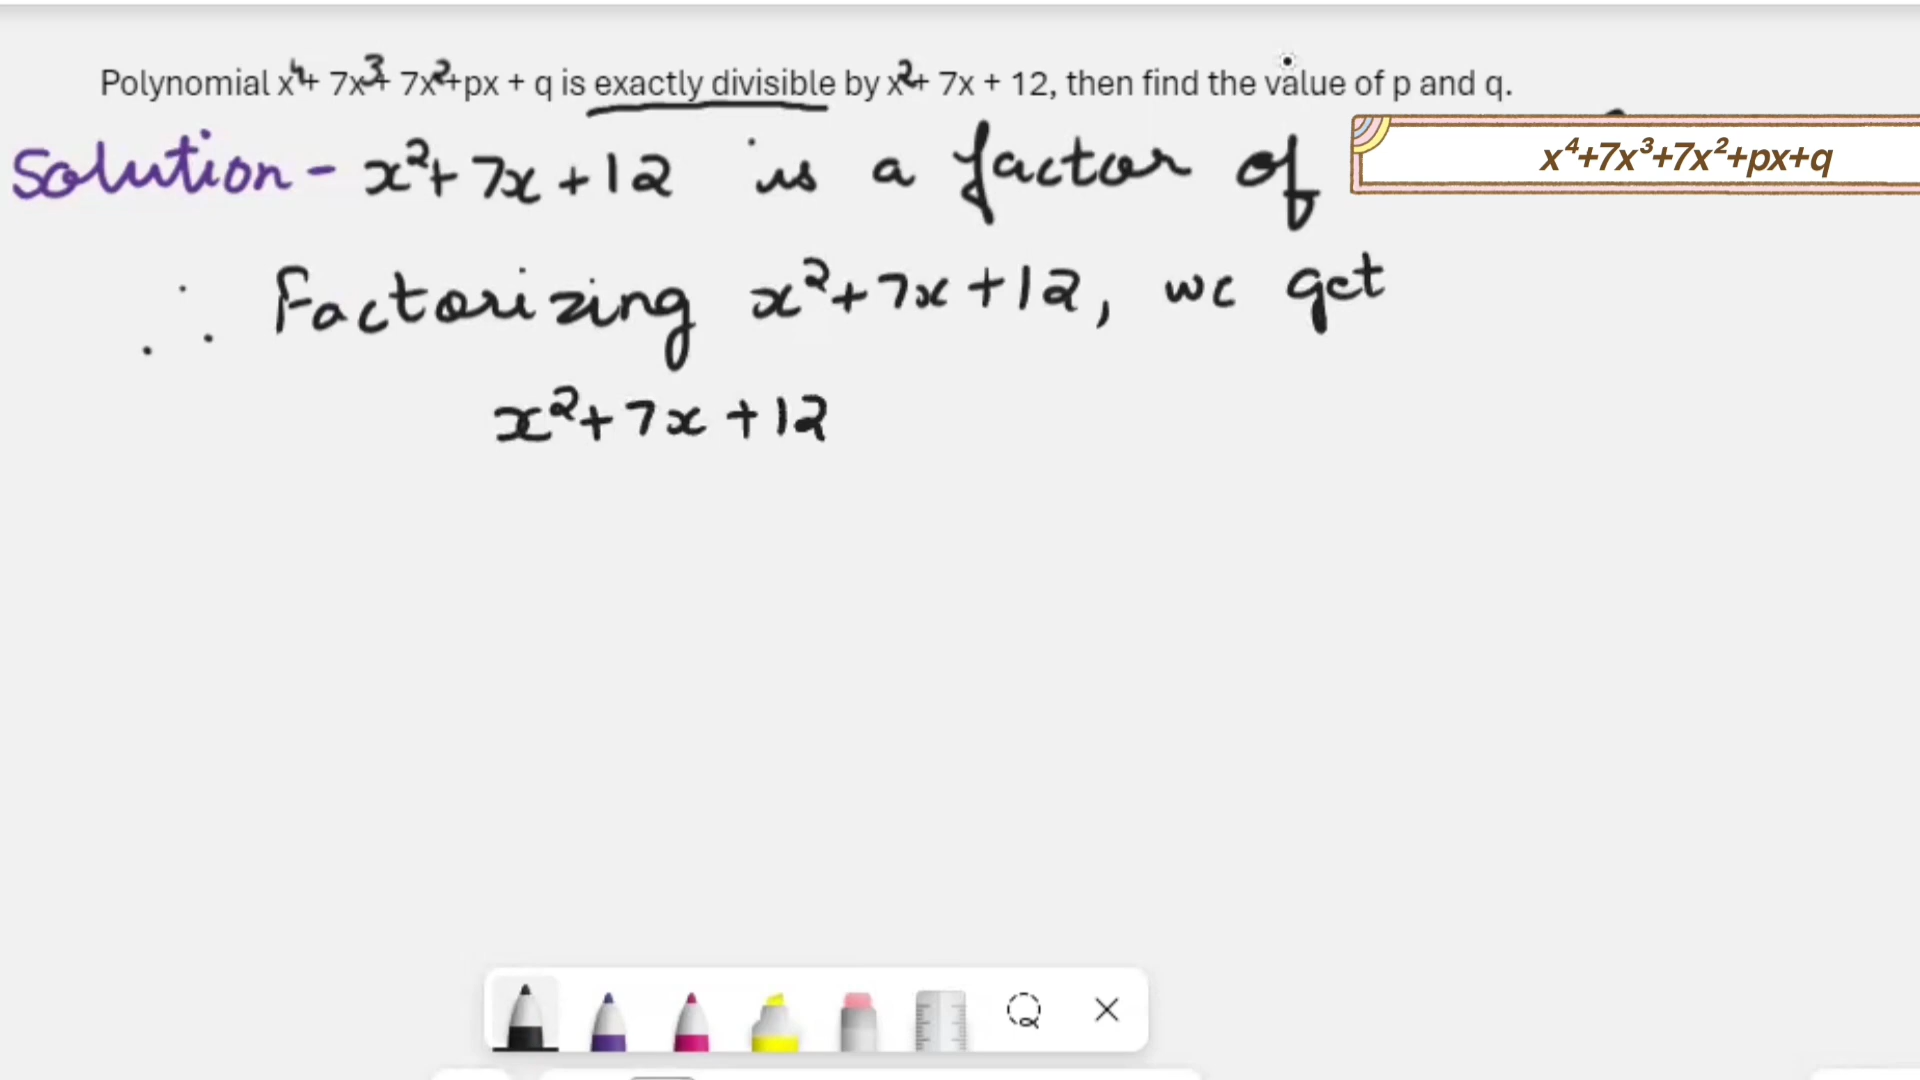 Polynomial x⁴+ 7x³+ 7x²+px + q is exactly divisible by x²+ 7x + 12, then find the value of p and q.
Solution - x²+ 7x +12 is a factor of x⁴+7x³+7x²+px+q
∴ Factorizing x²+7x+12, we get
x²+7x+12